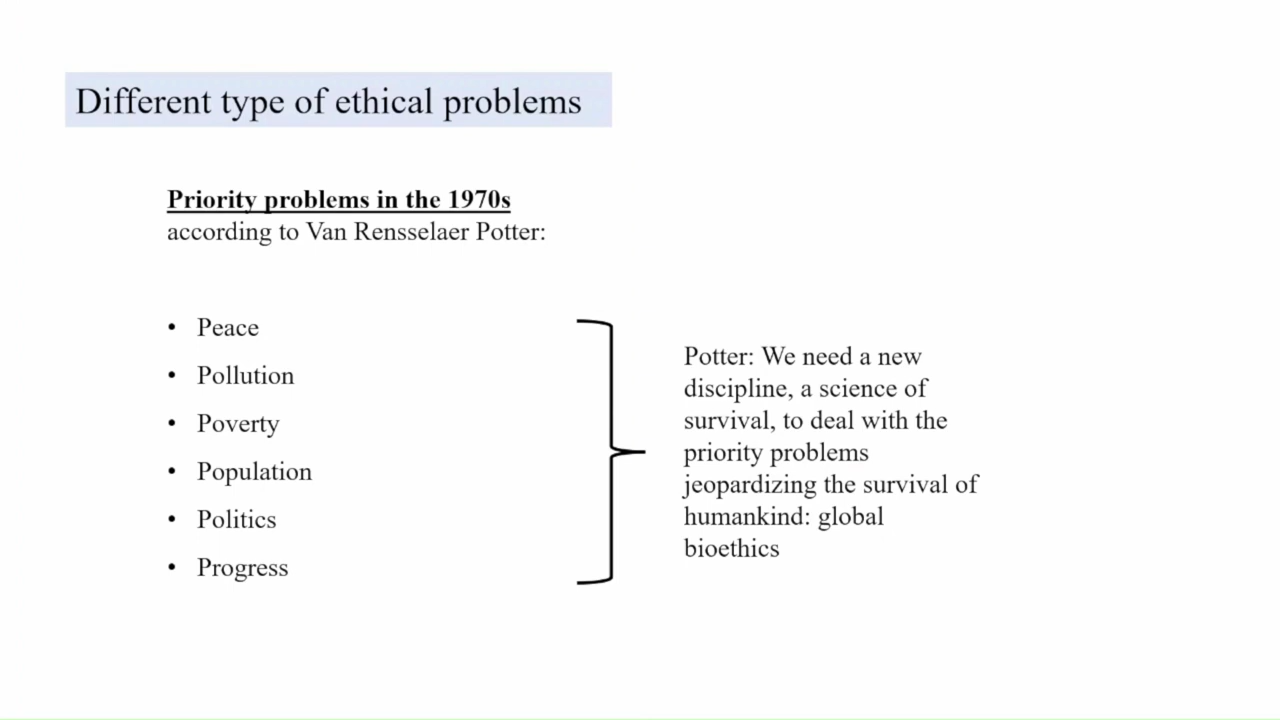 Different type of ethical problems
Priority problems in the 1970s
according to Van Rensselaer Potter:
• Peace
• Pollution
• Poverty
• Population
• Politics
• Progress
Potter: We need a new
discipline, a science of
survival, to deal with the
priority problems
jeopardizing the survival of
humankind: global
bioethics